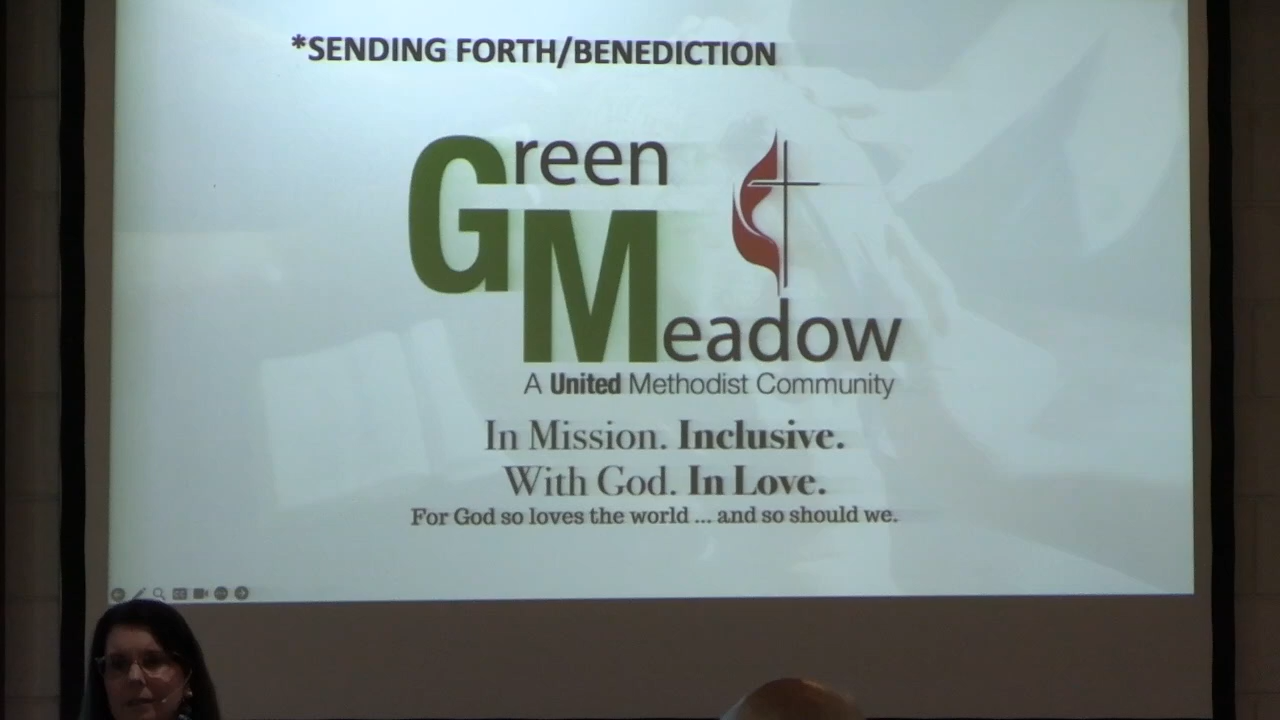 *SENDING FORTH/BENEDICTION
Green
Meadow
A United Methodist Community
In Mission. Inclusive.
With God. In Love.
For God so loves the world ... and so should we.